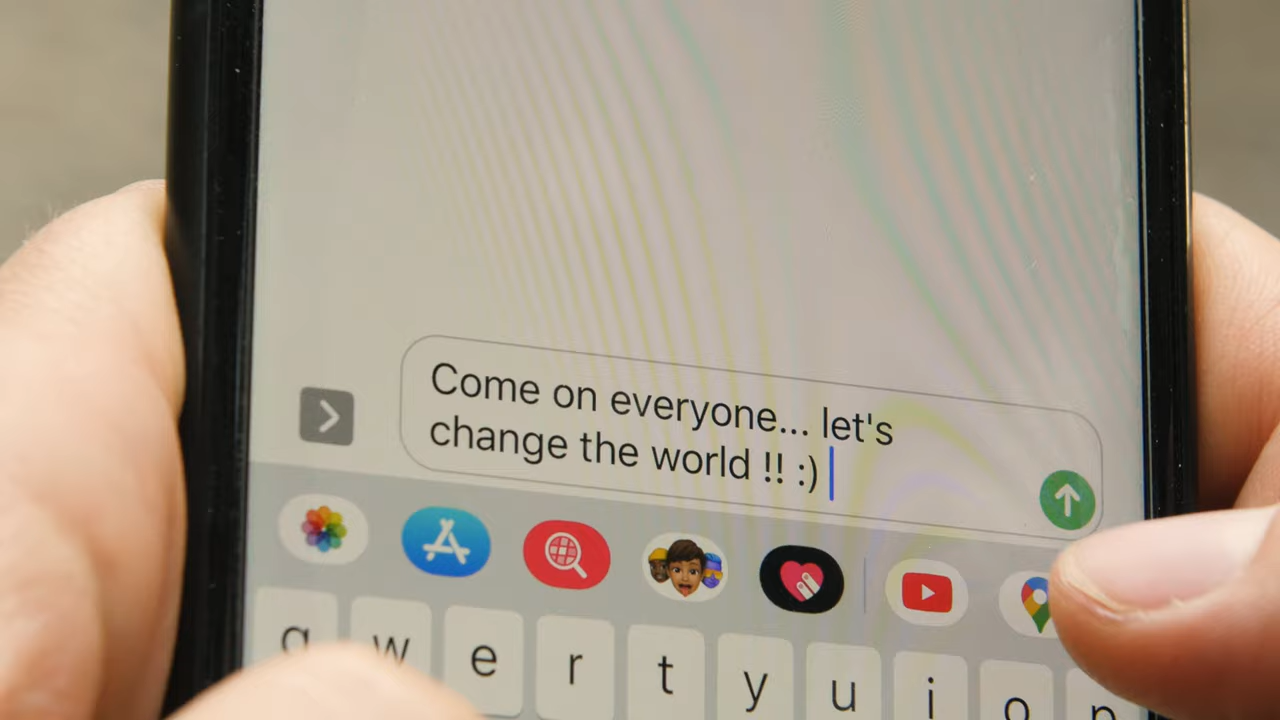 Come on everyone... let's
change the world !! :)
q w e r t y u i o p